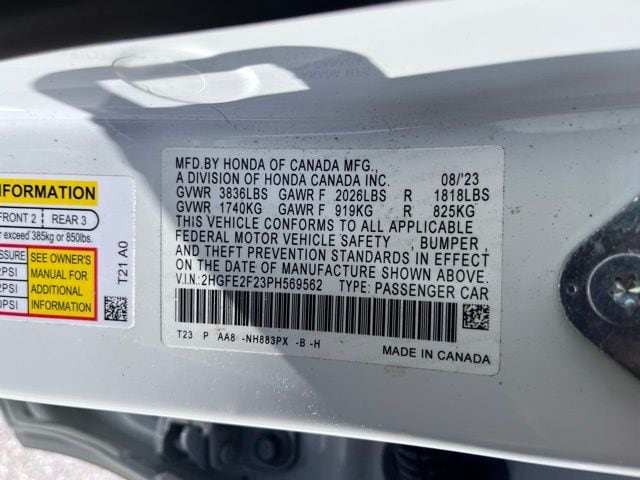 MFD.BY HONDA OF CANADA MFG.,
A DIVISION OF HONDA CANADA INC. 08/'23
GVWR 3836LBS GAWR F 2026LBS R 1818LBS
GVWR 1740KG GAWR F 919KG R 825KG
THIS VEHICLE CONFORMS TO ALL APPLICABLE
FEDERAL MOTOR VEHICLE SAFETY , BUMPER ,
AND THEFT PREVENTION STANDARDS IN EFFECT
ON THE DATE OF MANUFACTURE SHOWN ABOVE.
V.I.N.:2HGFE2F23PH569562 TYPE: PASSENGER CAR
T23 P AA8 -NH883PX -B -H
MADE IN CANADA
INFORMATION
FRONT 2 REAR 3
exceed 385kg or 850lbs.
SEE OWNER'S
MANUAL FOR
ADDITIONAL
INFORMATION
T21 A0